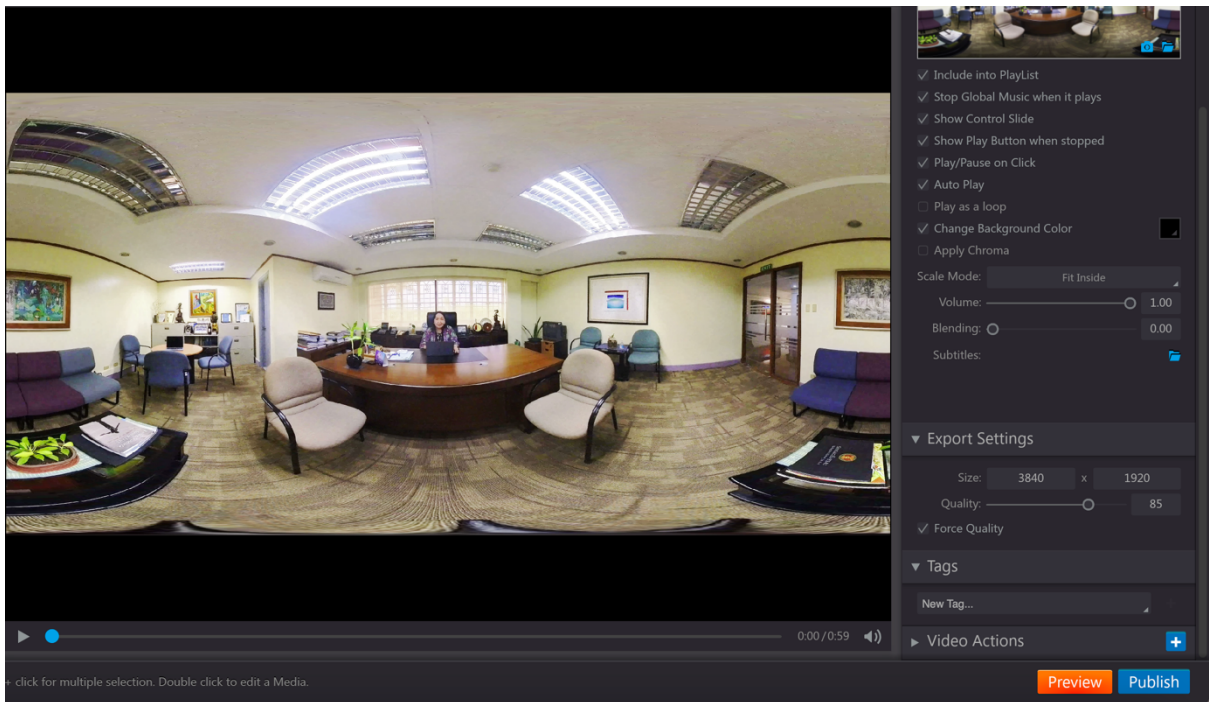 Include into PlayList
Stop Global Music when it plays
Show Control Slide
Show Play Button when stopped
Play/Pause on Click
Auto Play
Play as a loop
Change Background Color
Apply Chroma
Scale Mode: Fit Inside
Volume: 1.00
Blending: 0.00
Subtitles:
Export Settings
Size: 3840 x 1920
Quality: 85
Force Quality
Tags
New Tag...
0:00/0:59
Video Actions
+ click for multiple selection. Double click to edit a Media.
Preview Publish